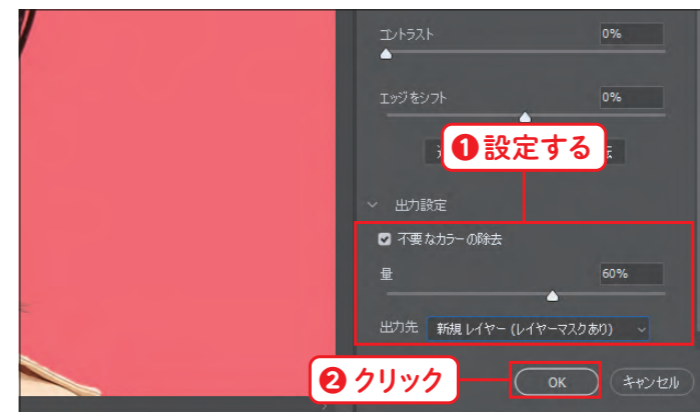 コントラスト 0%
エッジをシフト 0%
❶設定する
出力設定
不要なカラーの除去
量 60%
出力先 新規レイヤー (レイヤーマスクあり)
❷クリック OK キャンセル